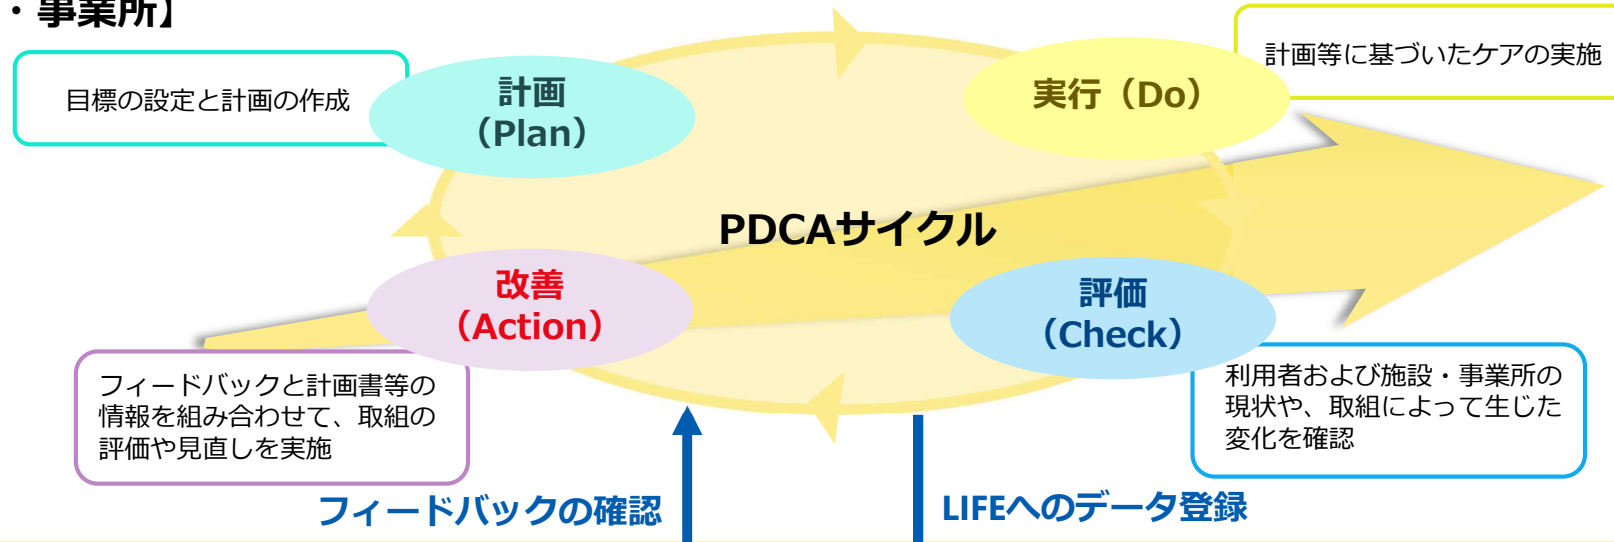 ・事業所】
目標の設定と計画の作成
計画
（Plan）
実行（Do）
計画等に基づいたケアの実施
PDCAサイクル
改善
（Action）
評価
（Check）
フィードバックと計画書等の
情報を組み合わせて、取組の
評価や見直しを実施
利用者および施設・事業所の
現状や、取組によって生じた
変化を確認
フィードバックの確認
LIFEへのデータ登録